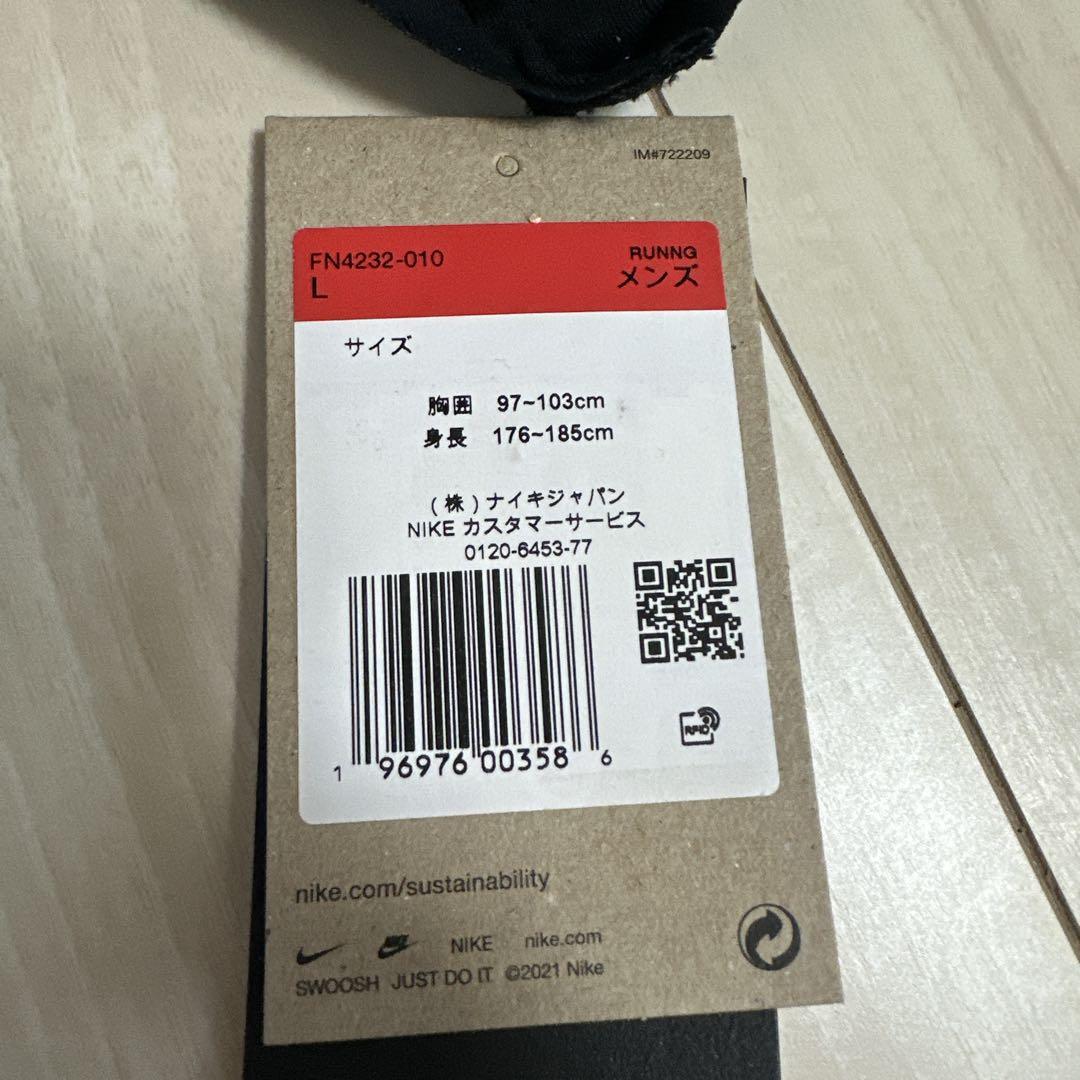 IM#722209
FN4232-010
RUNNG
L
メンズ
サイズ
胸囲 97~103cm
身長 176~185cm
(株)ナイキジャパン
NIKE カスタマーサービス
0120-6453-77
1 96976 00358 6
RFID
nike.com/sustainability
NIKE nike.com
SWOOSH JUST DO IT ©2021 Nike